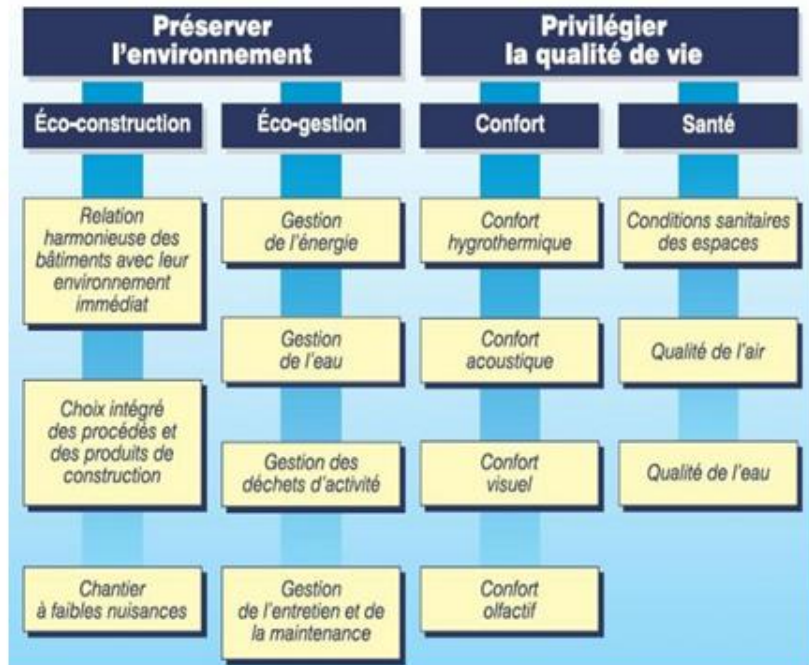 Préserver
l'environnement
Privilégier
la qualité de vie
Éco-construction
Éco-gestion
Confort
Santé
Relation
harmonieuse des
bâtiments avec leur
environnement
immédiat
Choix intégré
des procédés et
des produits de
construction
Chantier
à faibles nuisances
Gestion
de l'énergie
Gestion
de l'eau
Gestion des
déchets d'activité
Gestion
de l'entretien et de
la maintenance
Confort
hygrothermique
Confort
acoustique
Confort
visuel
Confort
olfactif
Conditions sanitaires
des espaces
Qualité de l'air
Qualité de l'eau